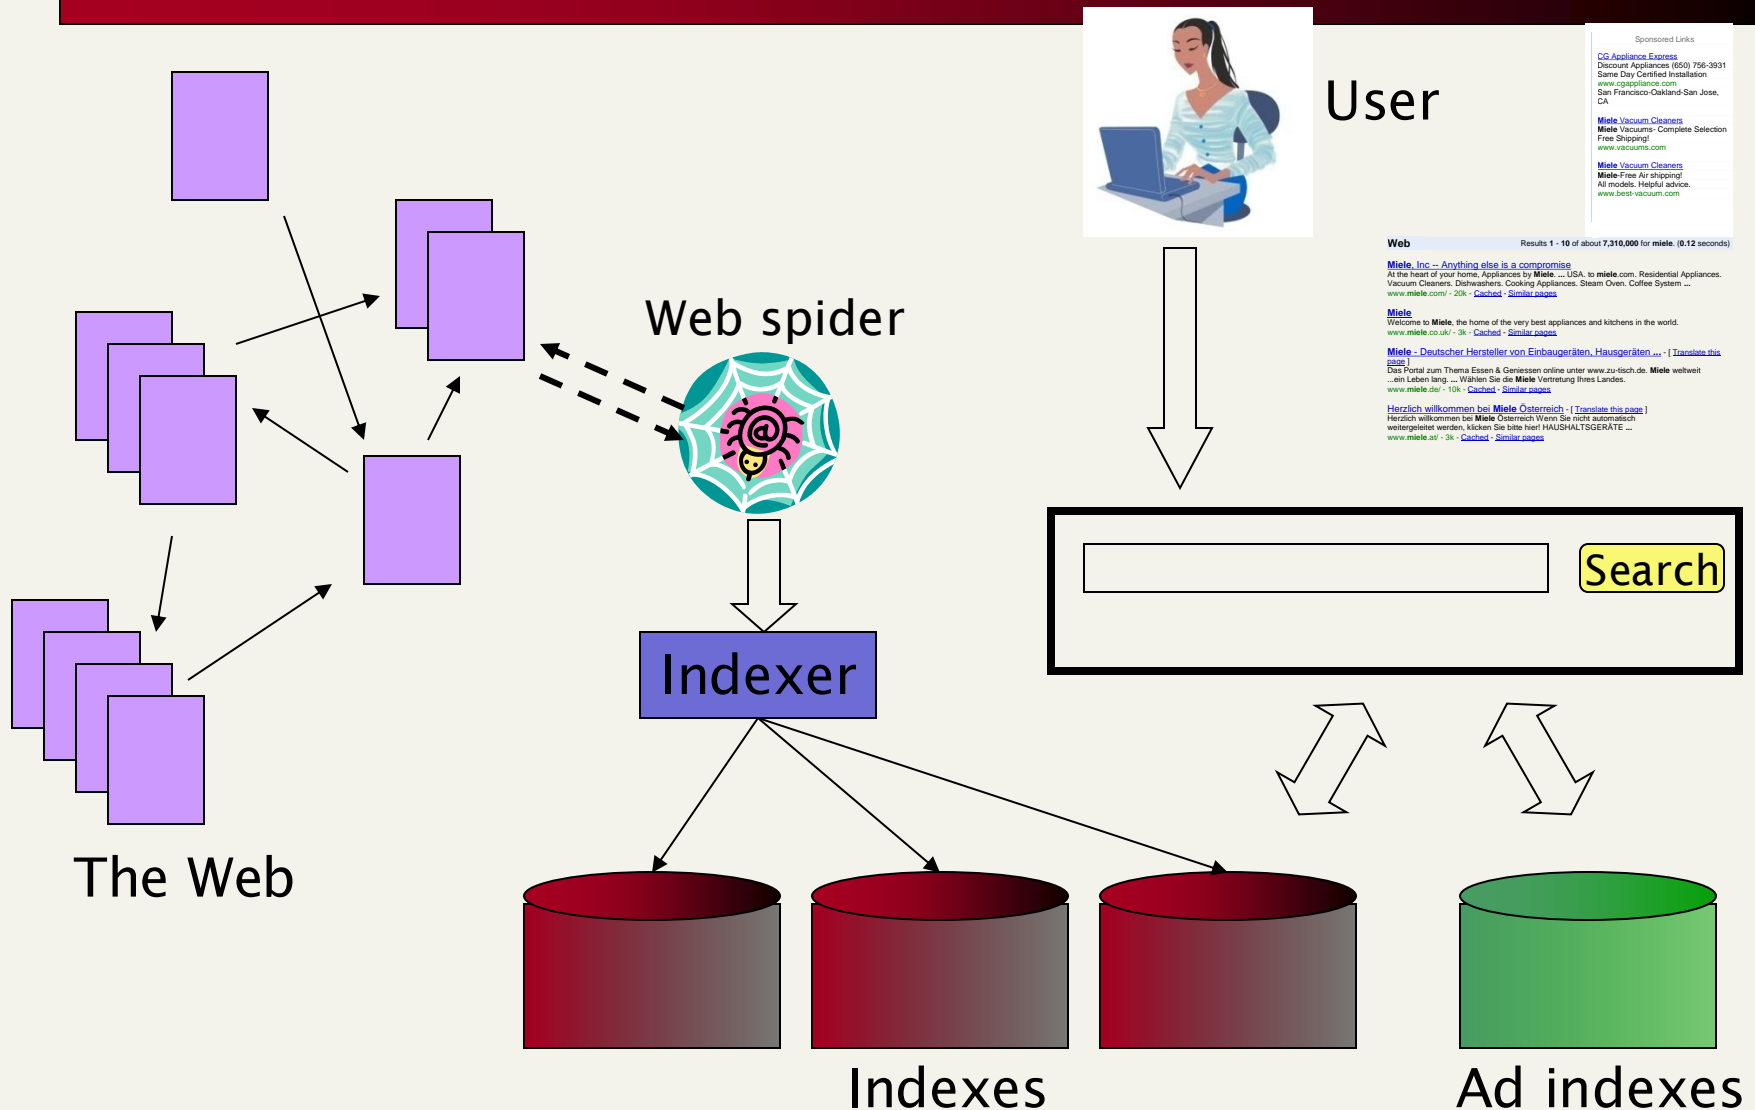 User
Sponsored Links
CG Appliance Express
Discount Appliances (650) 756-3931
Same Day Certified Installation
www.cgappliance.com
San Francisco-Oakland-San Jose,
CA
Miele Vacuum Cleaners
Miele Vacuums- Complete Selection
Free Shipping!
www.vacuums.com
Miele Vacuum Cleaners
Miele-Free Air shipping!
All models. Helpful advice.
www.best-vacuum.com
Web Results 1 - 10 of about 7,310,000 for miele. (0.12 seconds)
Miele, Inc -- Anything else is a compromise
At the heart of your home, Appliances by Miele. ... USA. to miele.com. Residential Appliances.
Vacuum Cleaners. Dishwashers. Cooking Appliances. Steam Oven. Coffee System ...
www.miele.com/ - 20k - Cached - Similar pages
Miele
Welcome to Miele, the home of the very best appliances and kitchens in the world.
www.miele.co.uk/ - 3k - Cached - Similar pages
Miele - Deutscher Hersteller von Einbaugeräten, Hausgeräten ... - [ Translate this
page ]
Das Portal zum Thema Essen & Geniessen online unter www.zu-tisch.de. Miele weltweit
...ein Leben lang. ... Wählen Sie die Miele Vertretung Ihres Landes.
www.miele.de/ - 10k - Cached - Similar pages
Herzlich willkommen bei Miele Österreich - [ Translate this page ]
Herzlich willkommen bei Miele Österreich Wenn Sie nicht automatisch
weitergeleitet werden, klicken Sie bitte hier! HAUSHALTSGERÄTE ...
www.miele.at/ - 3k - Cached - Similar pages
Web spider
@
Search
Indexer
The Web
Indexes
Ad indexes